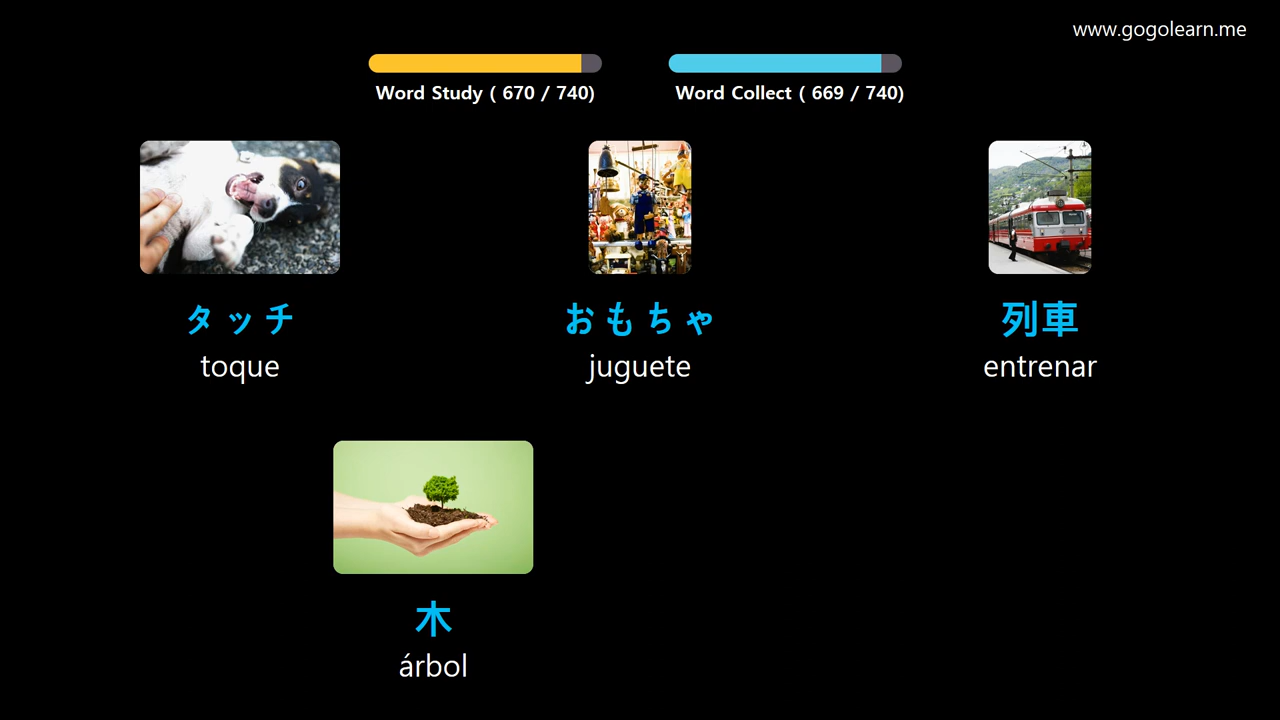 www.gogolearn.me
Word Study ( 670 / 740)
Word Collect ( 669 / 740)
タッチ
toque
おもちゃ
juguete
列車
entrenar
木
árbol